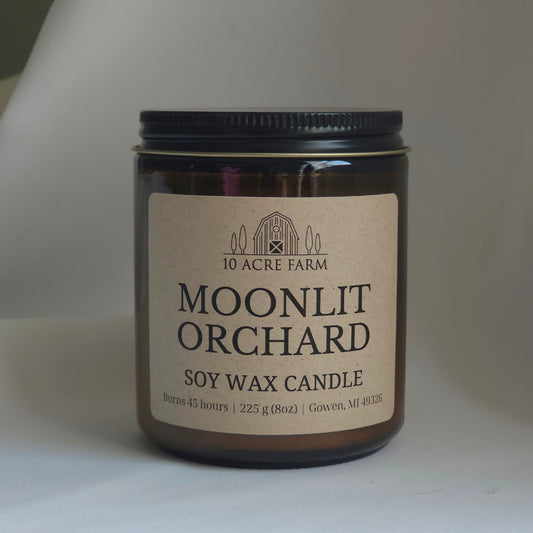 10 ACRE FARM
MOONLIT
ORCHARD
SOY WAX CANDLE
Burns 45 hours | 225 g (8oz) | Gowen, MI 49326